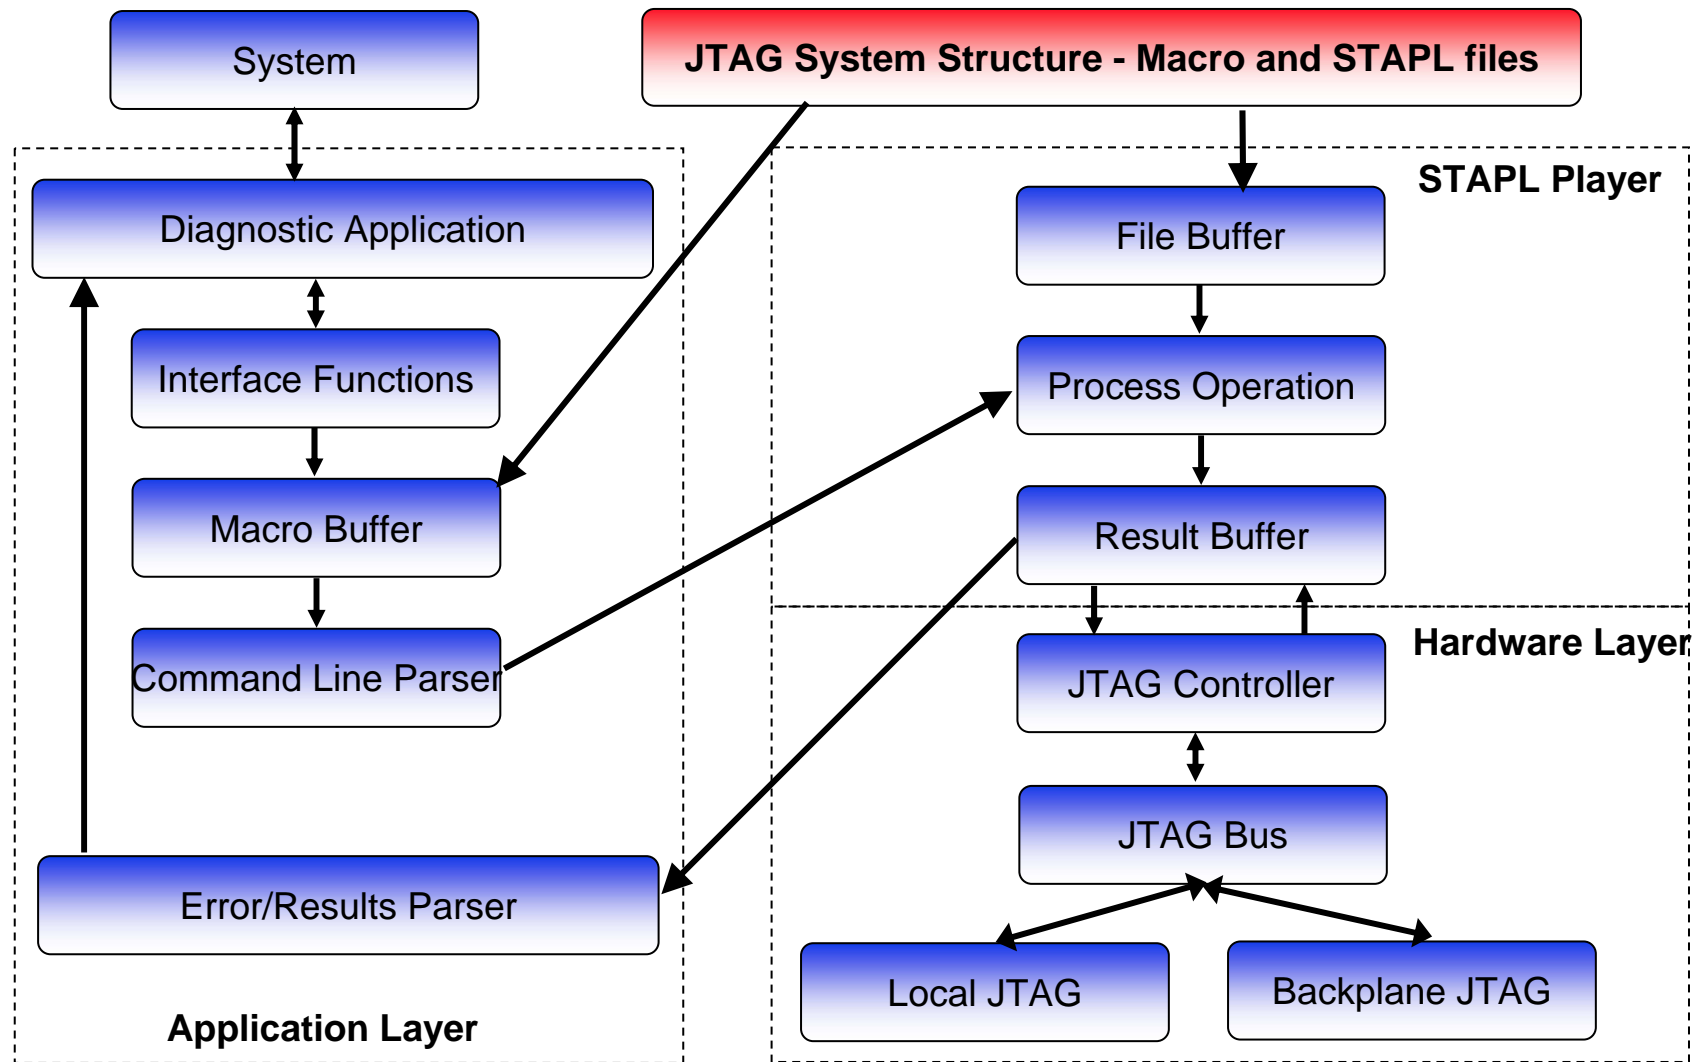 System
JTAG System Structure - Macro and STAPL files
STAPL Player
Diagnostic Application
File Buffer
Interface Functions
Process Operation
Macro Buffer
Result Buffer
Hardware Layer
Command Line Parser
JTAG Controller
JTAG Bus
Error/Results Parser
Local JTAG
Backplane JTAG
Application Layer